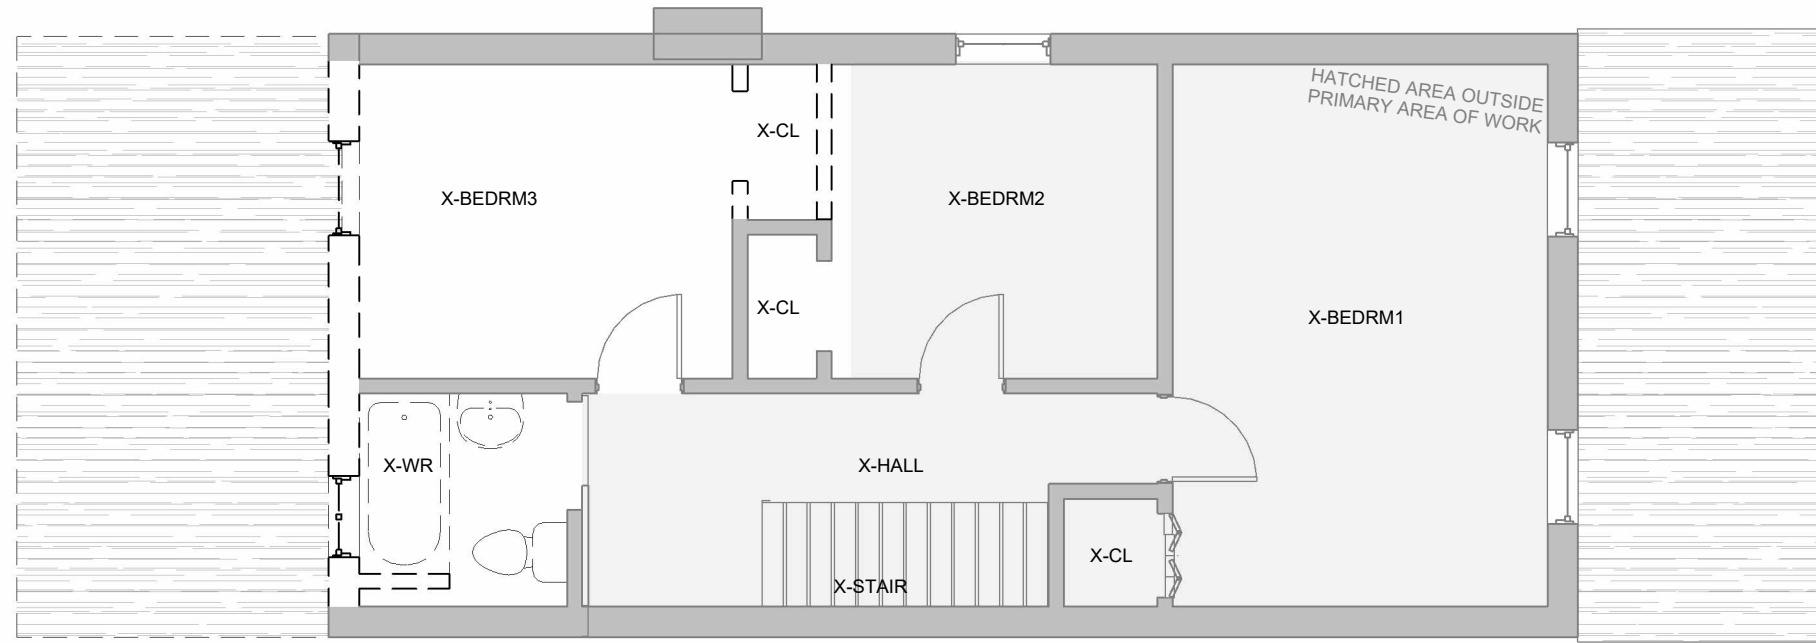 HATCHED AREA OUTSIDE
PRIMARY AREA OF WORK
X-CL
X-BEDRM3
X-BEDRM2
X-CL
X-BEDRM1
X-WR
X-HALL
X-CL
X-STAIR